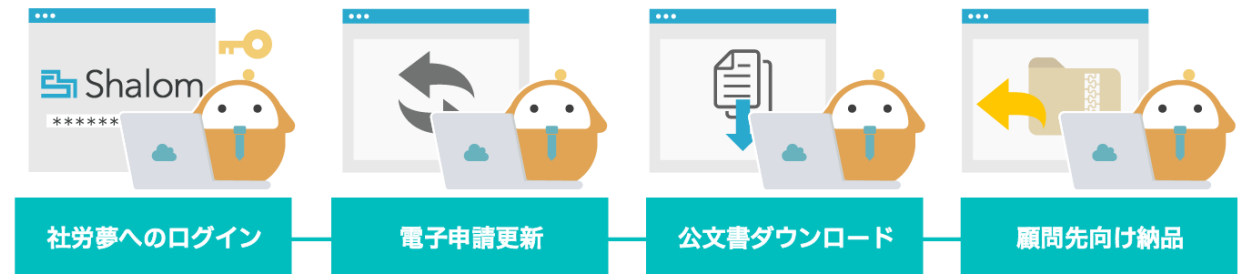 Shalom
******
社労夢へのログイン
電子申請更新
公文書ダウンロード
顧問先向け納品